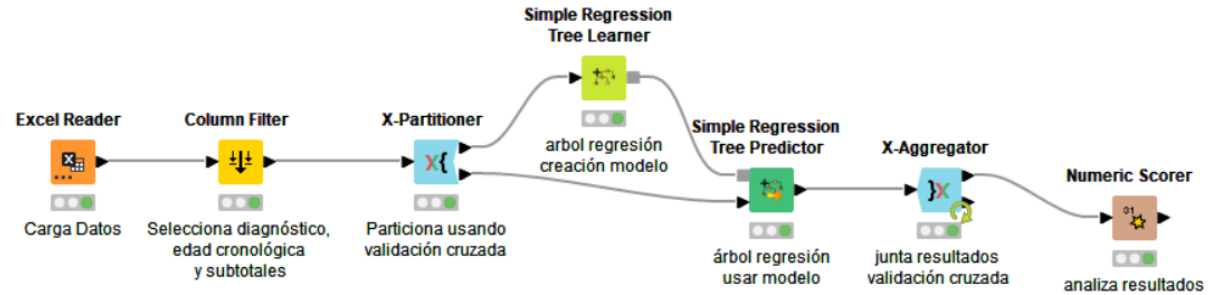 Simple Regression
Tree Learner
Excel Reader
Column Filter
X-Partitioner
X{
arbol regresión
creación modelo
Simple Regression
Tree Predictor
X-Aggregator
}X
Numeric Scorer
31
Carga Datos
Selecciona diagnóstico,
edad cronológica
y subtotales
Particiona usando
validación cruzada
árbol regresión
usar modelo
junta resultados
validación cruzada
analiza resultados